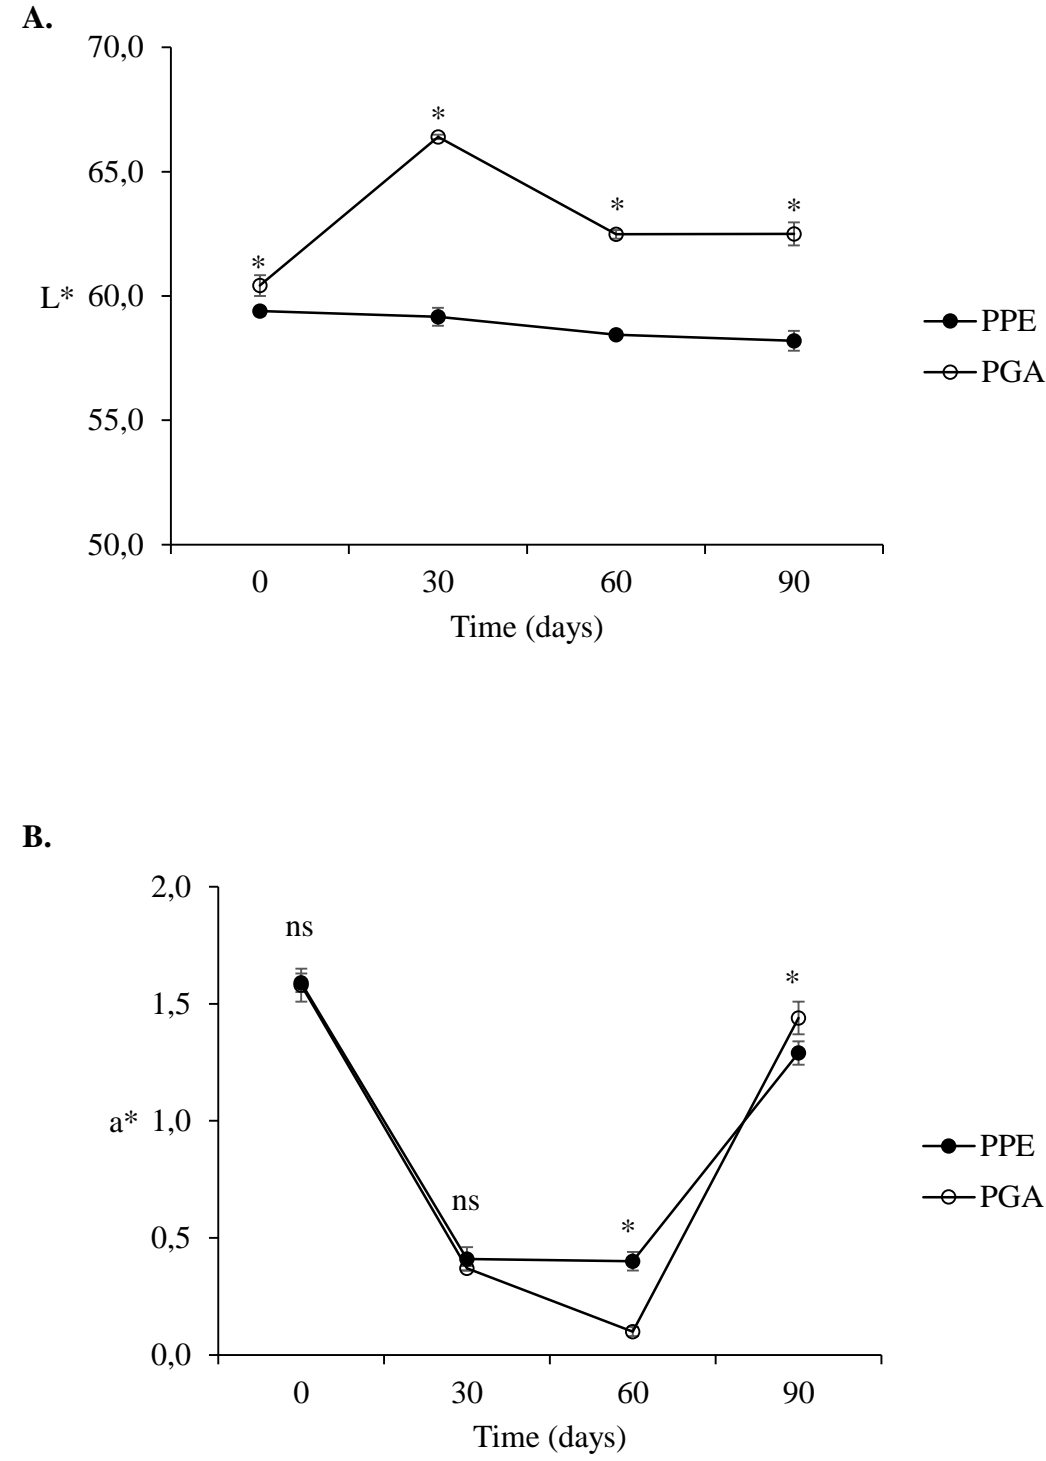 A.
70,0
*
65,0
* *
*
L* 60,0
PPE
PGA
55,0
50,0
0 30 60 90
Time (days)
B.
2,0
ns
*
1,5
a* 1,0
PPE
ns
PGA
*
0,5
0,0
0 30 60 90
Time (days)